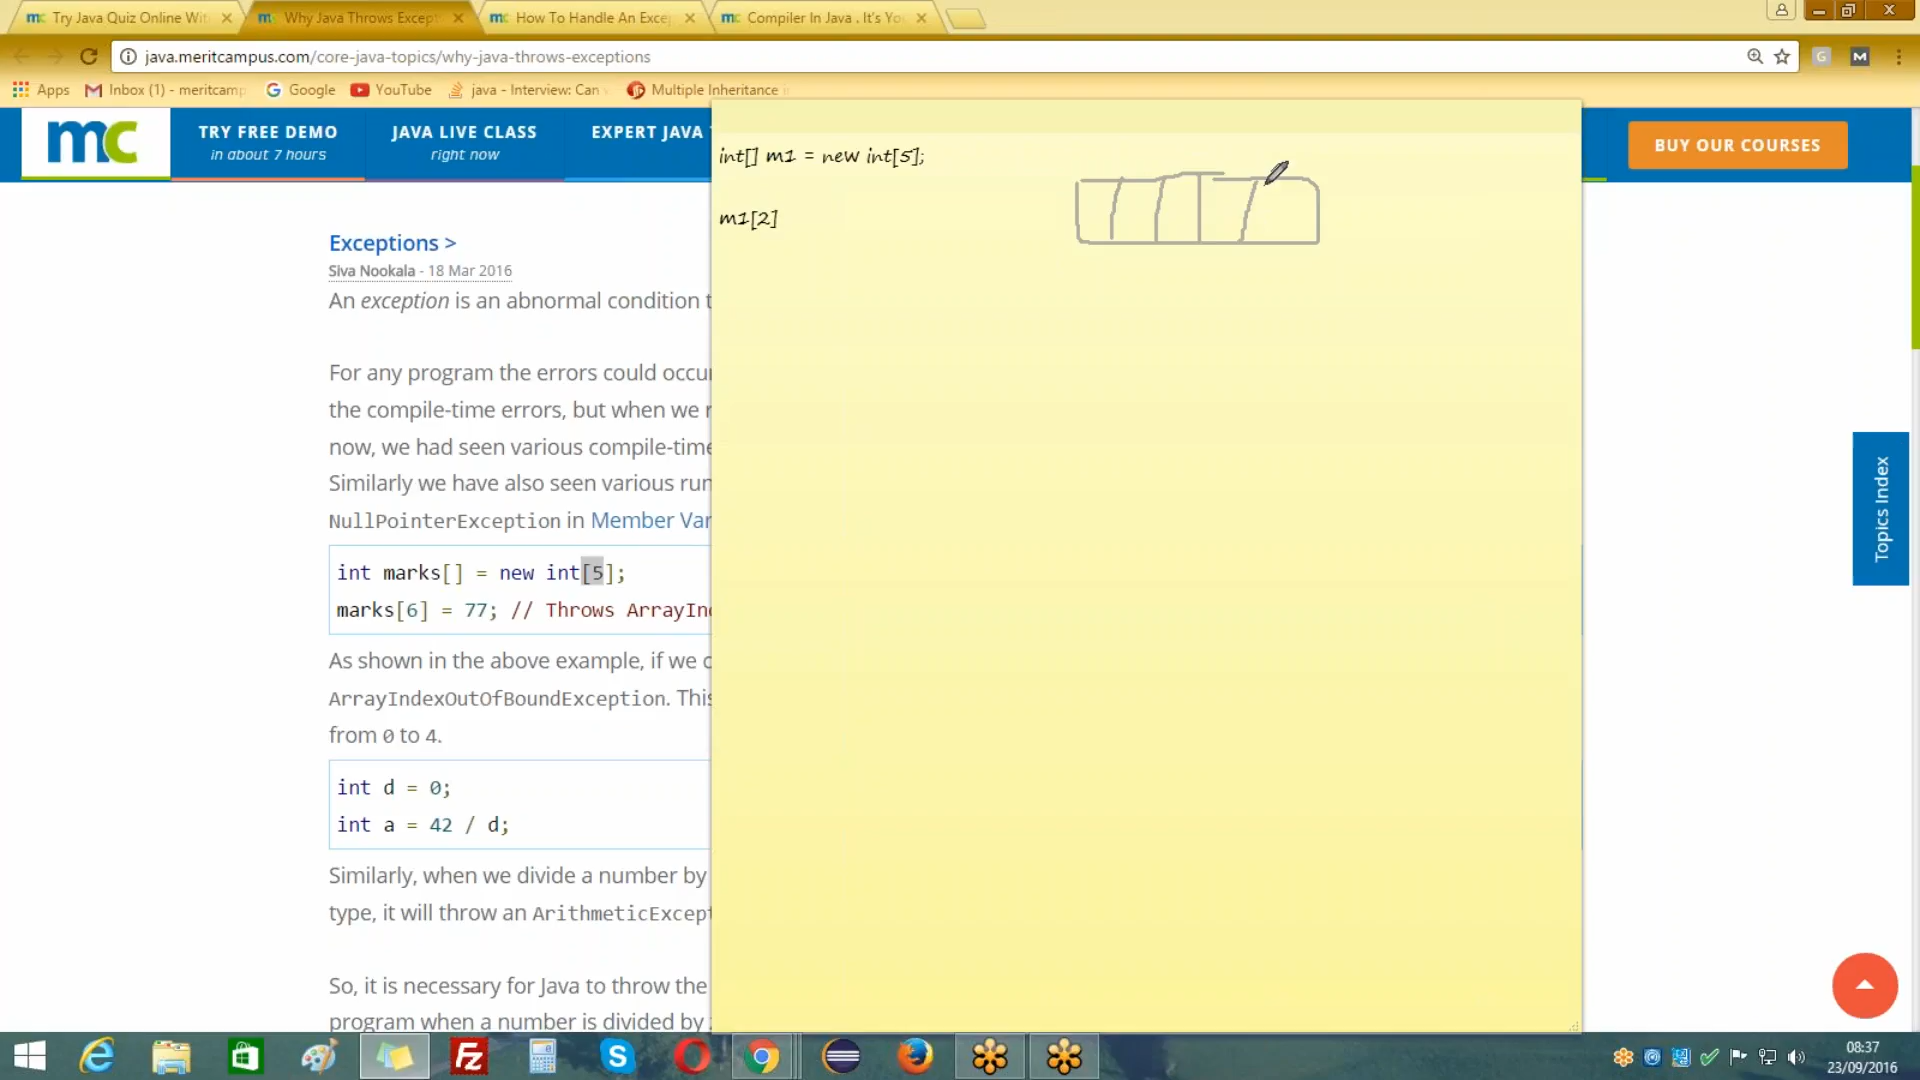 Try Java Quiz Online Wit
Why Java Throws Except
How To Handle An Exce
Compiler In Java . It's Yo
java.meritcampus.com/core-java-topics/why-java-throws-exceptions
Apps
Inbox (1) - meritcamp
Google
YouTube
java - Interview: Can
Multiple Inheritance
mc
TRY FREE DEMO
in about 7 hours
JAVA LIVE CLASS
right now
EXPERT JAVA
BUY OUR COURSES
int[] m1 = new int[5];
m1[2]
Exceptions >
Siva Nookala - 18 Mar 2016
An exception is an abnormal condition t
For any program the errors could occur
the compile-time errors, but when we r
now, we had seen various compile-time
Similarly we have also seen various run
NullPointerException in Member Var
int marks[] = new int[5];
marks[6] = 77; // Throws ArrayIn
As shown in the above example, if we c
ArrayIndexOutOfBoundException. This
from 0 to 4.
int d = 0;
int a = 42 / d;
Similarly, when we divide a number by
type, it will throw an ArithmeticExcept
So, it is necessary for Java to throw the
program when a number is divided by
Topics Index
08:37
23/09/2016